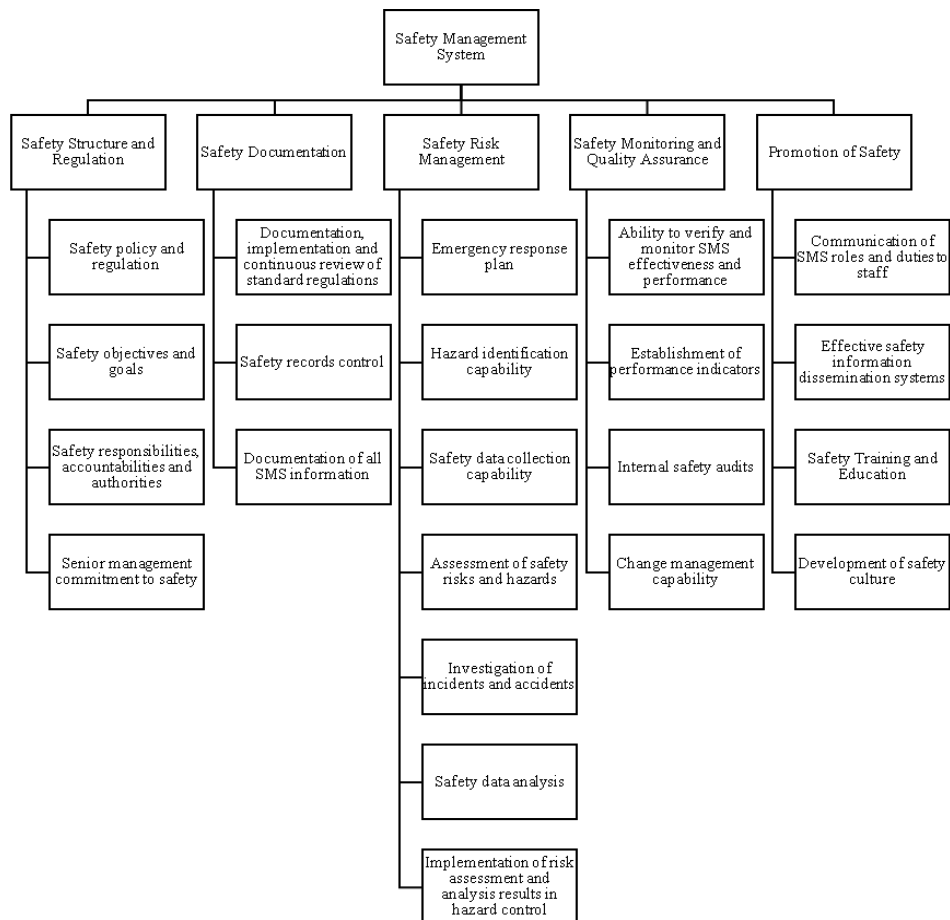 Safety Management
System
Safety Structure and
Regulation
Safety policy and
regulation
Safety objectives and
goals
Safety responsibilities,
accountabilities and
authorities
Senior management
commitment to safety
Safety Documentation
Documentation,
implementation and
continuous review of
standard regulations
Safety records control
Documentation of all
SMS information
Safety Risk
Management
Emergency response
plan
Hazard identification
capability
Safety data collection
capability
Assessment of safety
risks and hazards
Investigation of
incidents and accidents
Safety data analysis
Implementation of risk
assessment and
analysis results in
hazard control
Safety Monitoring and
Quality Assurance
Ability to verify and
monitor SMS
effectiveness and
performance
Establishment of
performance indicators
Internal safety audits
Change management
capability
Promotion of Safety
Communication of
SMS roles and duties to
staff
Effective safety
information
dissemination systems
Safety Training and
Education
Development of safety
culture